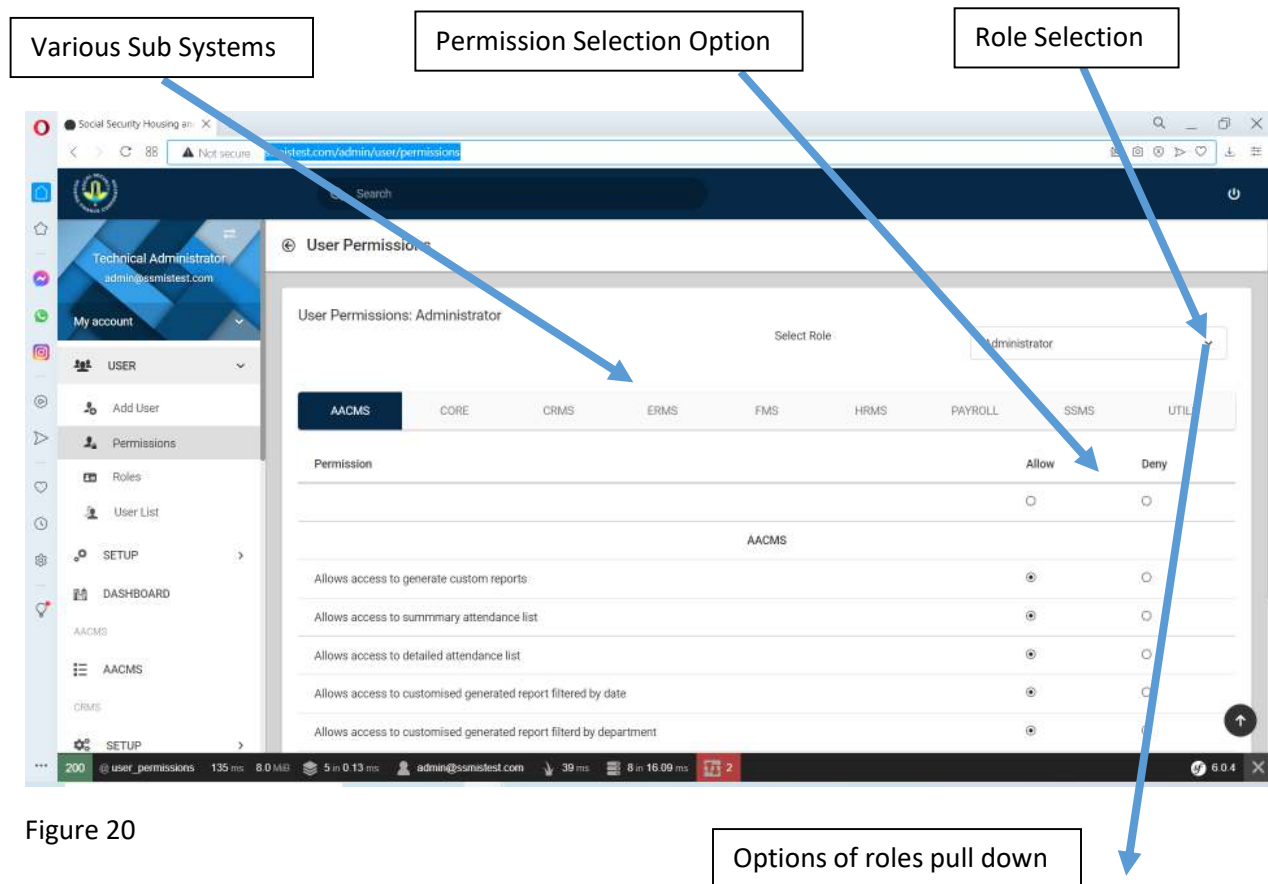 Various Sub Systems
Permission Selection Option
Role Selection
Social Security Housing an
88
Not secure
istest.com/admin/user/permissions
Search
Technical Administrator
admin@ssmistest.com
My account
USER
Add User
Permissions
Roles
User List
SETUP
DASHBOARD
AACMS
AACMS
CRMS
SETUP
User Permissions
User Permissions: Administrator
Select Role
Administrator
AACMS CORE CRMS ERMS FMS HRMS PAYROLL SSMS UTIL
Permission Allow Deny
AACMS
Allows access to generate custom reports
Allows access to summmary attendance list
Allows access to detailed attendance list
Allows access to customised generated report filtered by date
Allows access to customised generated report filterd by department
200 @ user_permissions 135 ms 8.0 MiB 5 in 0.13 ms admin@ssmistest.com 39 ms 8 in 16.09 ms 2 6.0.4
Figure 20
Options of roles pull down